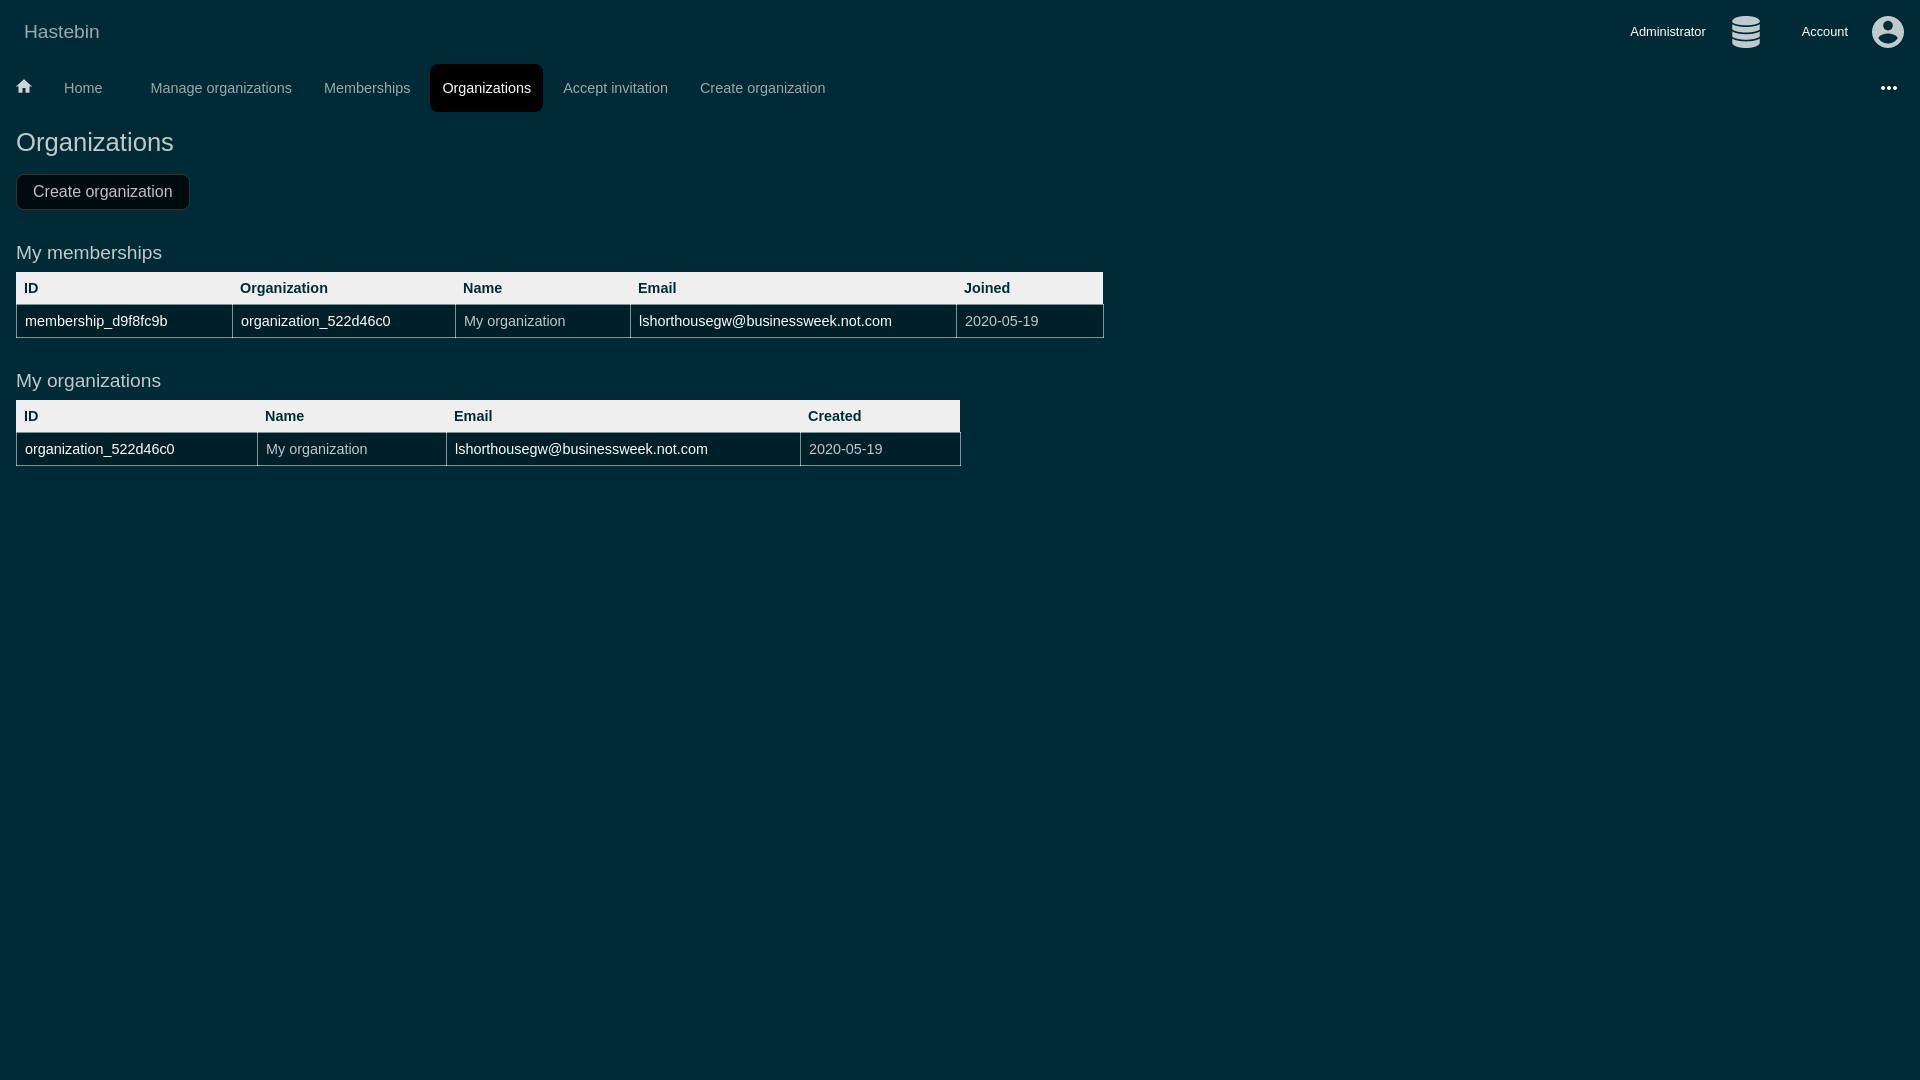 Hastebin
Administrator
Account
Home
Manage organizations
Memberships
Organizations
Accept invitation
Create organization
Organizations
Create organization
My memberships
ID Organization Name Email Joined
membership_d9f8fc9b organization_522d46c0 My organization lshorthousegw@businessweek.not.com 2020-05-19
My organizations
ID Name Email Created
organization_522d46c0 My organization lshorthousegw@businessweek.not.com 2020-05-19